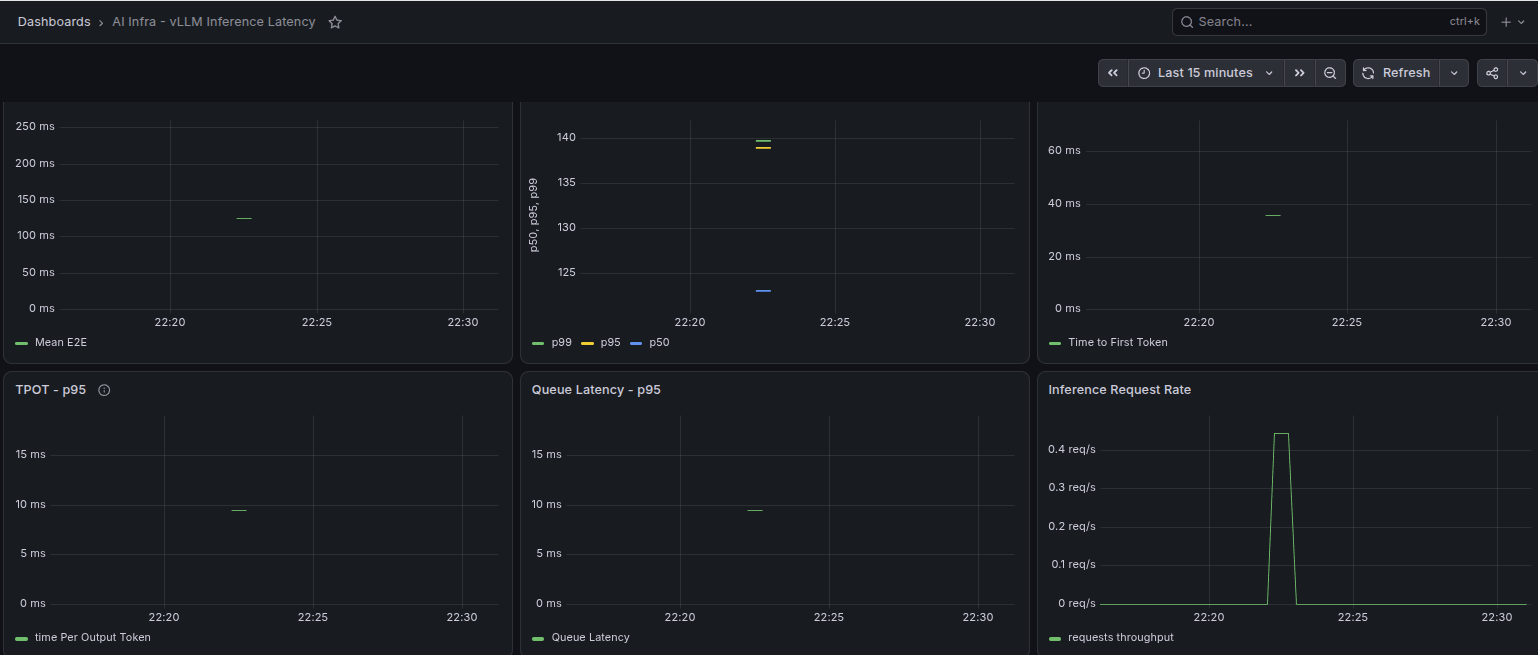 Dashboards › AI Infra - vLLM Inference Latency
Search... ctrl+k
Last 15 minutes
Refresh
250 ms
200 ms
150 ms
100 ms
50 ms
0 ms
22:20 22:25 22:30
Mean E2E
p50, p95, p99
140
135
130
125
22:20 22:25 22:30
p99 p95 p50
60 ms
40 ms
20 ms
0 ms
22:20 22:25 22:30
Time to First Token
TPOT - p95
15 ms
10 ms
5 ms
0 ms
22:20 22:25 22:30
time Per Output Token
Queue Latency - p95
15 ms
10 ms
5 ms
0 ms
22:20 22:25 22:30
Queue Latency
Inference Request Rate
0.4 req/s
0.3 req/s
0.2 req/s
0.1 req/s
0 req/s
22:20 22:25 22:30
requests throughput